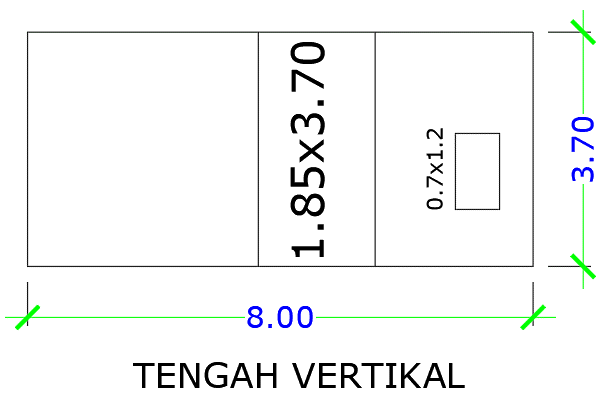 1.85x3.70
0.7x1.2
3.70
8.00
TENGAH VERTIKAL